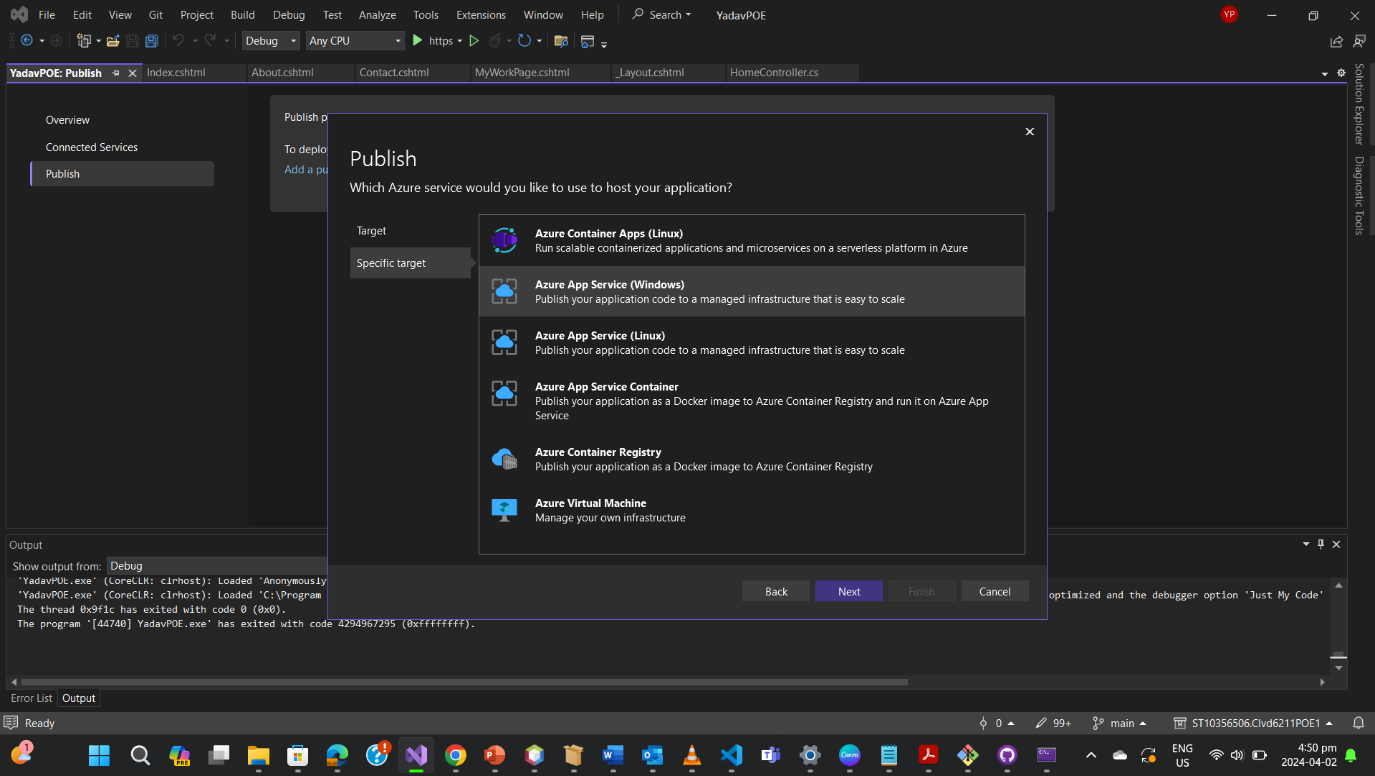 File Edit View Git Project Build Debug Test Analyze Tools Extensions Window Help Search YadavPOE YP
Debug Any CPU https
YadavPOE: Publish Index.cshtml About.cshtml Contact.cshtml MyWorkPage.cshtml _Layout.cshtml HomeController.cs
Solution Explorer
Diagnostic Tools
Overview
Connected Services
Publish
Publish p
To deplo
Add a pu
Publish
Which Azure service would you like to use to host your application?
Target
Specific target
Azure Container Apps (Linux)
Run scalable containerized applications and microservices on a serverless platform in Azure
Azure App Service (Windows)
Publish your application code to a managed infrastructure that is easy to scale
Azure App Service (Linux)
Publish your application code to a managed infrastructure that is easy to scale
Azure App Service Container
Publish your application as a Docker image to Azure Container Registry and run it on Azure App
Service
Azure Container Registry
Publish your application as a Docker image to Azure Container Registry
Azure Virtual Machine
Manage your own infrastructure
Back Next Finish Cancel
Output
Show output from: Debug
'YadavPOE.exe' (CoreCLR: clrhost): Loaded 'Anonymously
'YadavPOE.exe' (CoreCLR: clrhost): Loaded 'C:\Program optimized and the debugger option 'Just My Code'
The thread 0x9f1c has exited with code 0 (0x0).
The program '[44740] YadavPOE.exe' has exited with code 4294967295 (0xffffffff).
Error List Output
Ready 0 99+ main ST10356506.Clvd6211POE1
1 PRE ENG US 4:50 pm 2024-04-02